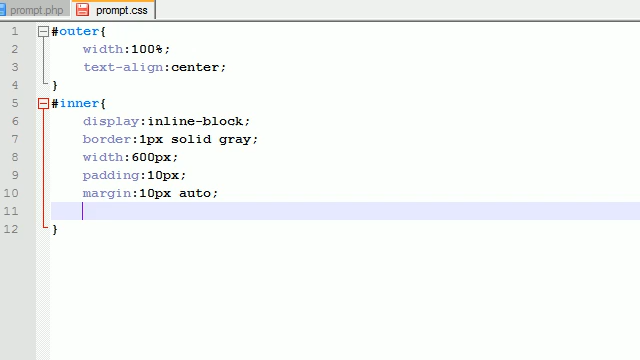 prompt.php prompt.css
1 #outer{
2 width:100%;
3 text-align:center;
4 }
5 #inner{
6 display:inline-block;
7 border:1px solid gray;
8 width:600px;
9 padding:10px;
10 margin:10px auto;
11
12 }